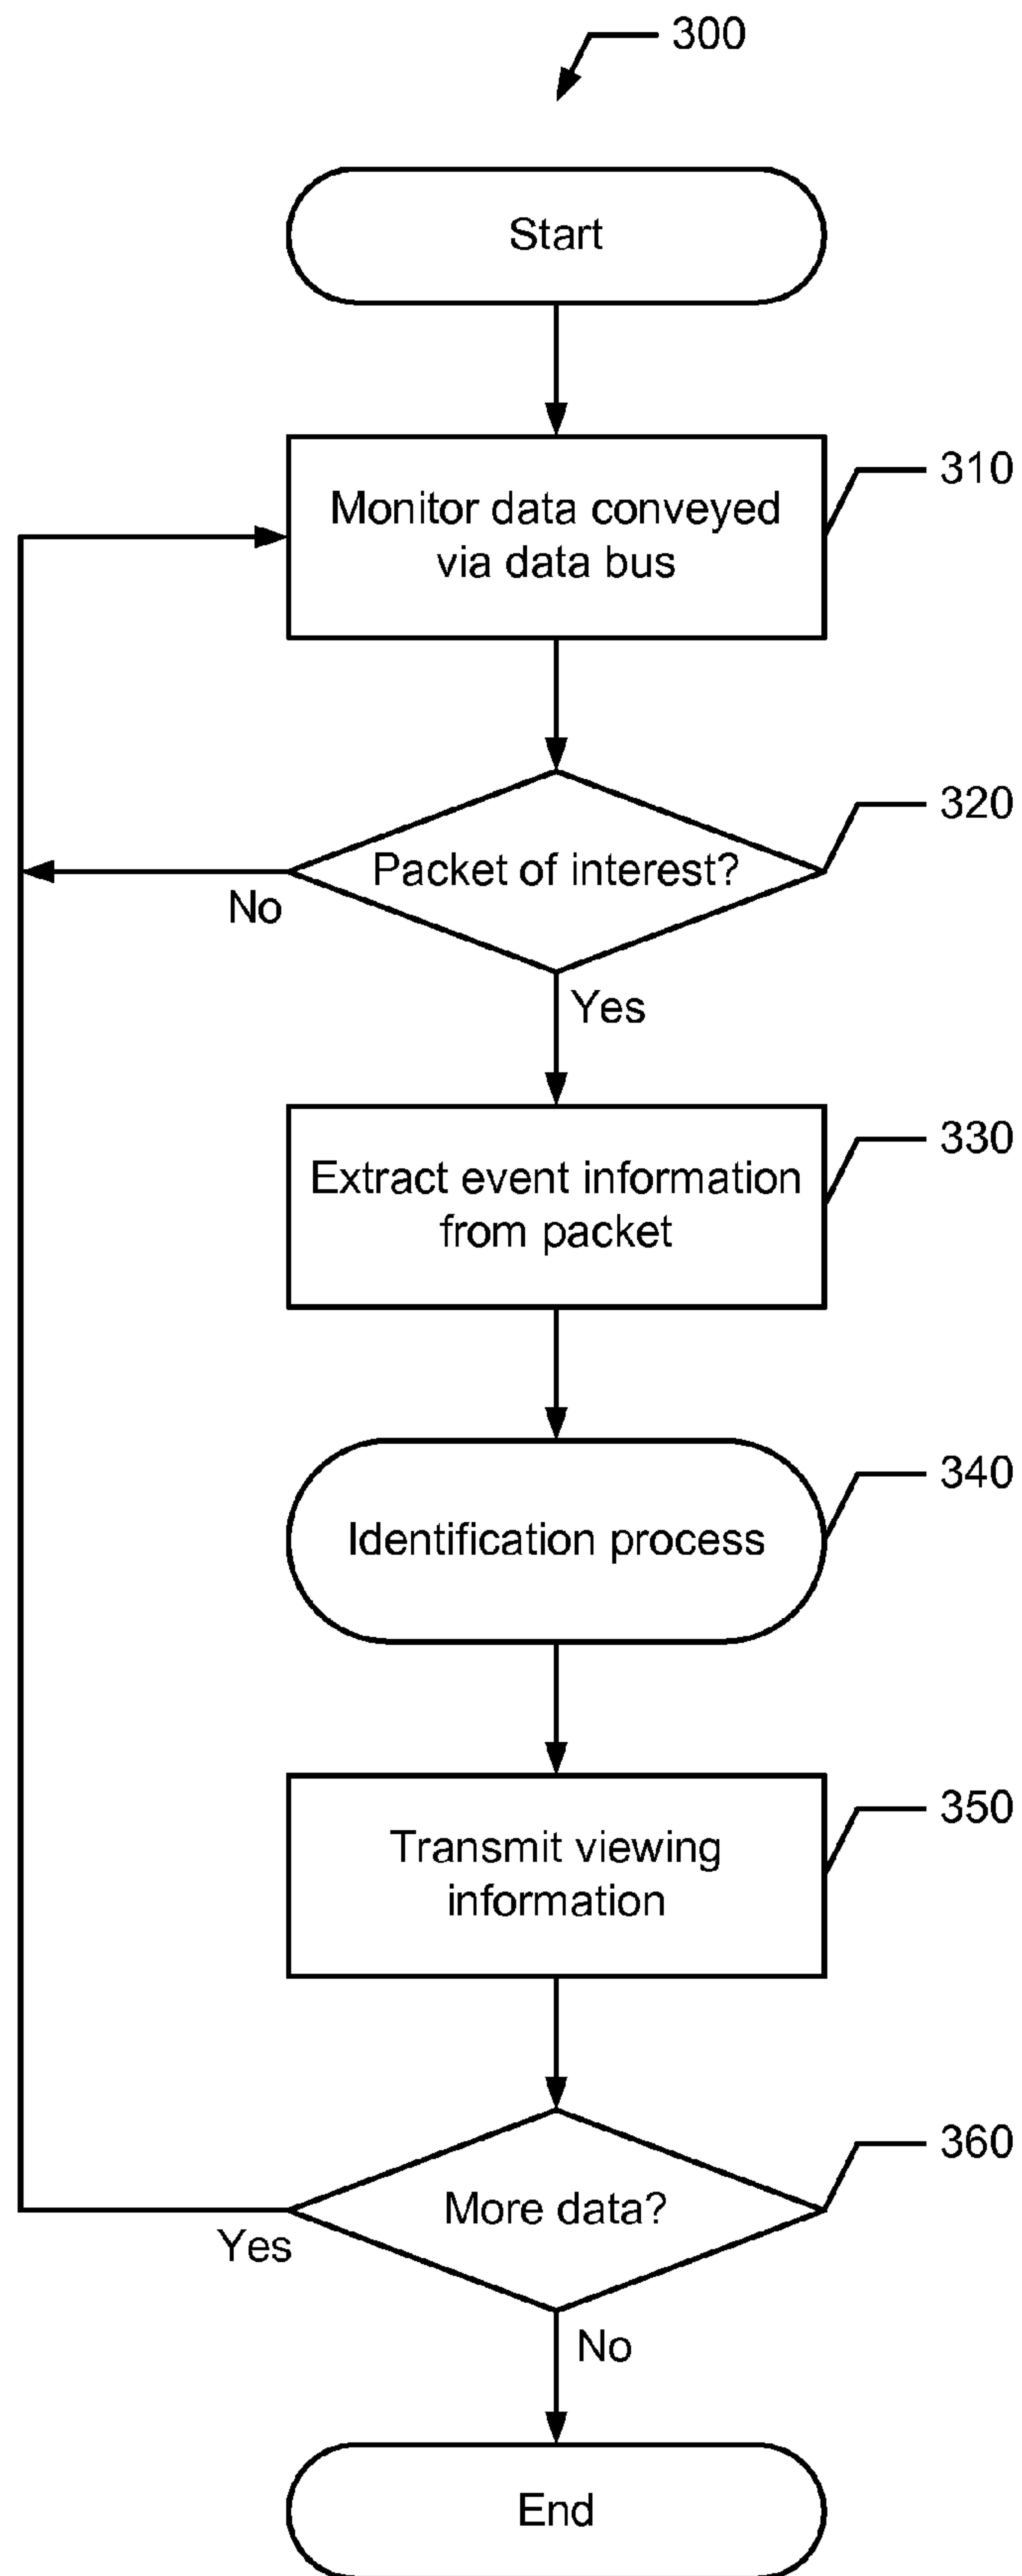 300
Start
310
Monitor data conveyed
via data bus
320
Packet of interest?
No
Yes
330
Extract event information
from packet
340
Identification process
350
Transmit viewing
information
360
More data?
Yes
No
End